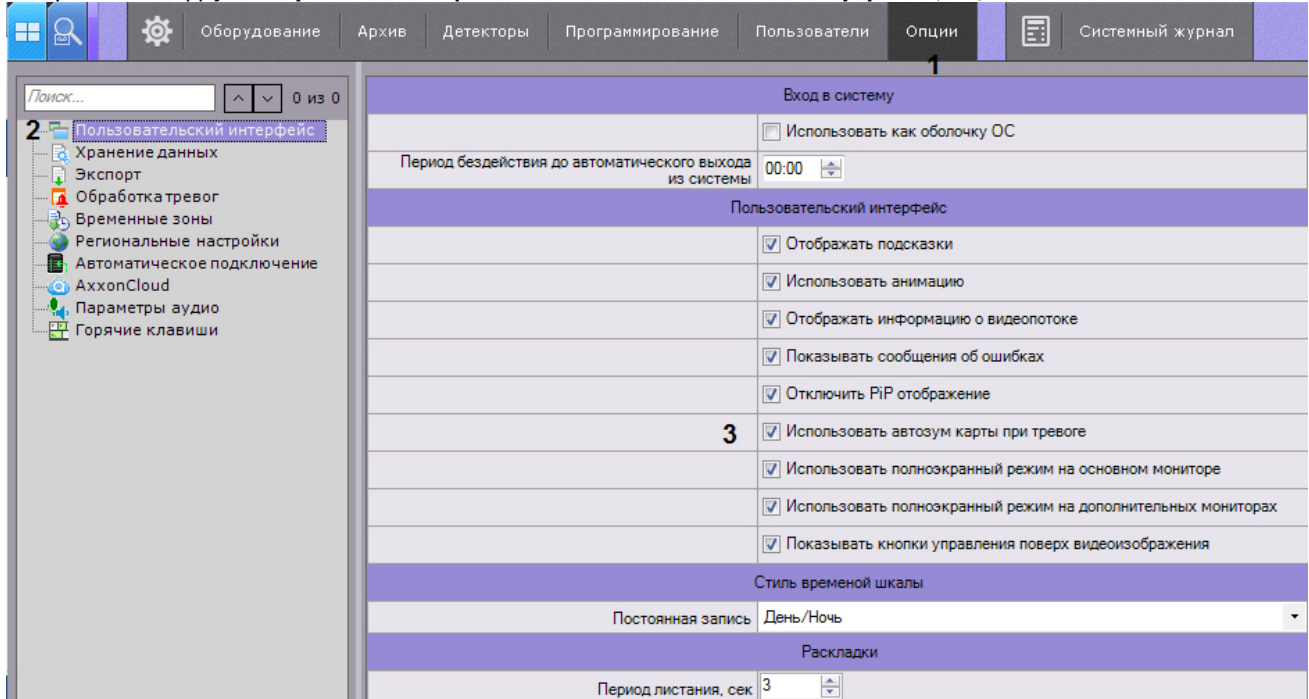 Оборудование Архив Детекторы Программирование Пользователи Опции Системный журнал
1
Поиск... 0 из 0
2 Пользовательский интерфейс
Хранение данных
Экспорт
Обработка тревог
Временные зоны
Региональные настройки
Автоматическое подключение
AxxonCloud
Параметры аудио
Горячие клавиши
Вход в систему
Использовать как оболочку ОС
Период бездействия до автоматического выхода
из системы 00:00
Пользовательский интерфейс
Отображать подсказки
Использовать анимацию
Отображать информацию о видеопотоке
Показывать сообщения об ошибках
Отключить PiP отображение
3 Использовать автозум карты при тревоге
Использовать полноэкранный режим на основном мониторе
Использовать полноэкранный режим на дополнительных мониторах
Показывать кнопки управления поверх видеоизображения
Стиль временой шкалы
Постоянная запись День/Ночь
Раскладки
Период листания, сек 3